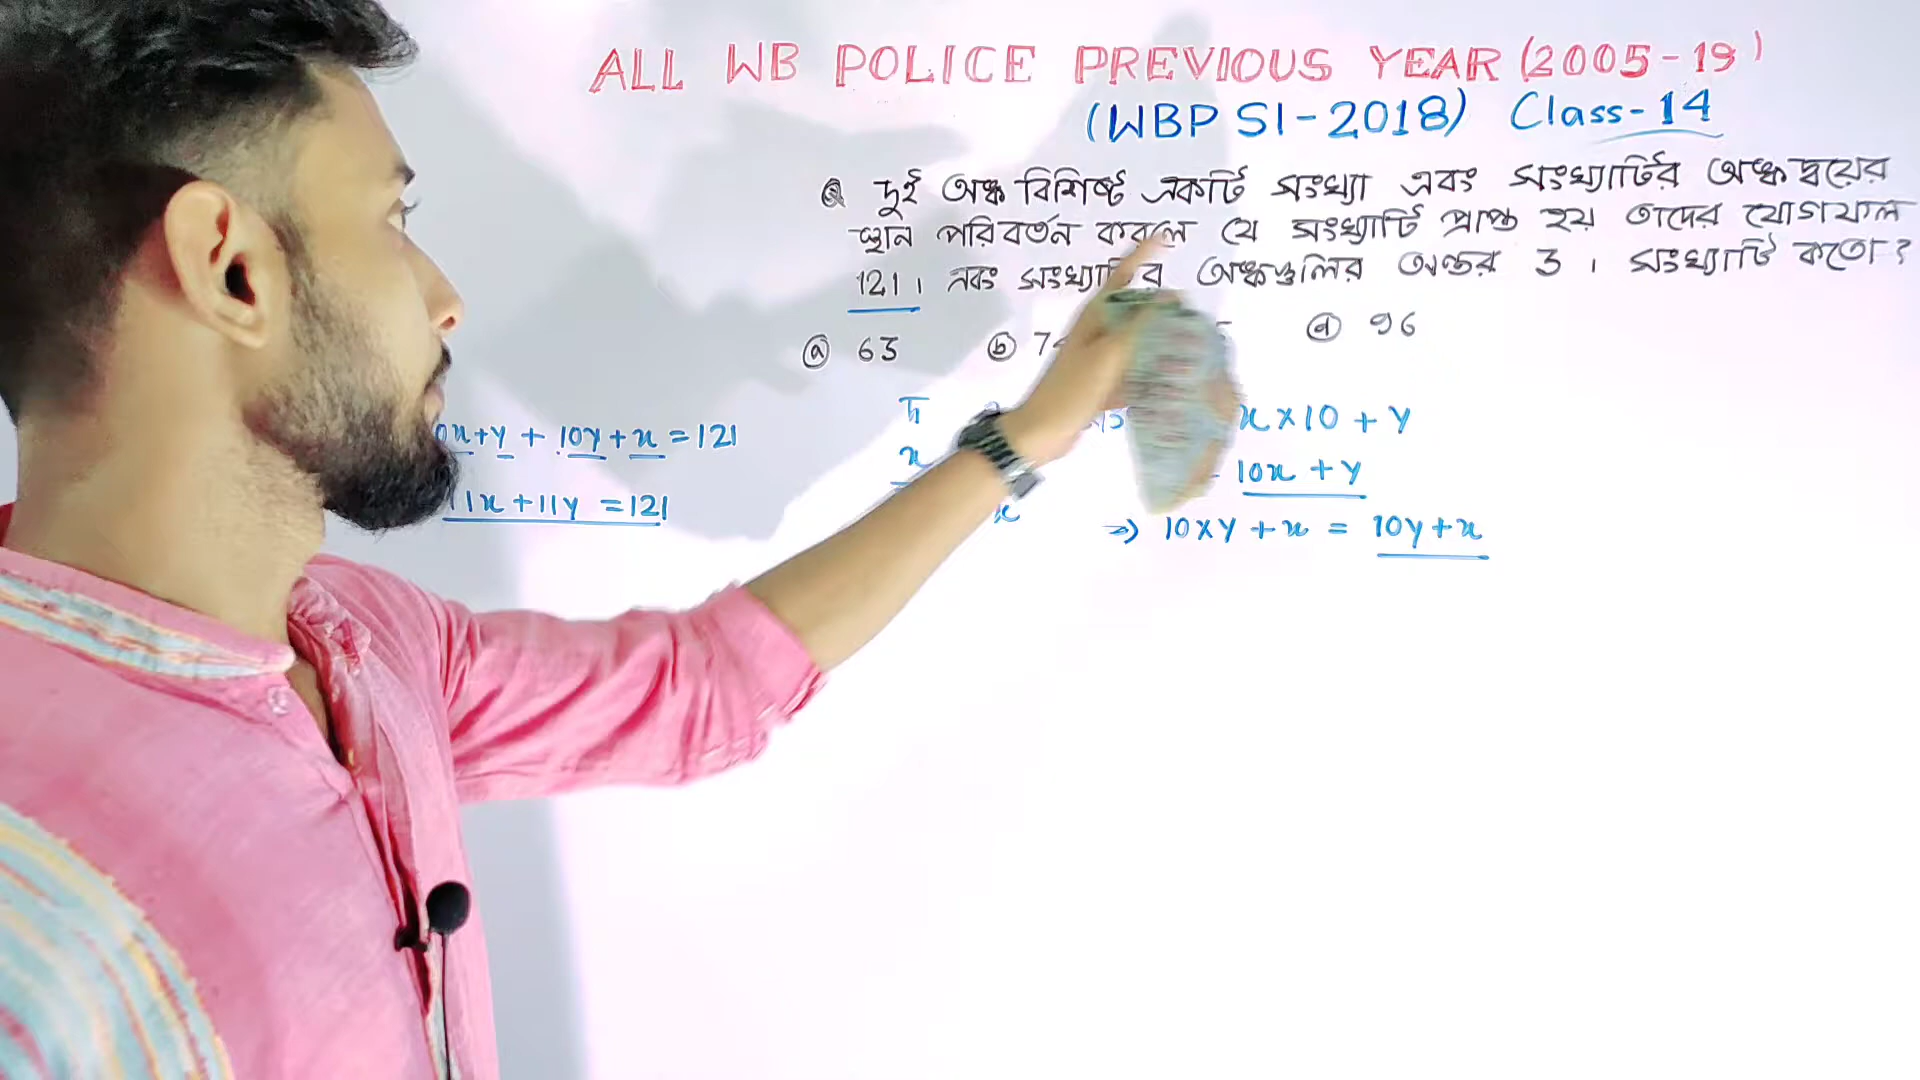 ALL WB POLICE PREVIOUS YEAR (2005-19)
(WBP SI-2018) Class-14
দুই অঙ্ক বিশিষ্ট একটি সংখ্যা এবং সংখ্যাটির অঙ্কদ্বয়ের
স্থান পরিবর্তন করলে যে সংখ্যাটি প্রাপ্ত হয় তাদের যোগফল
121। এবং অঙ্কগুলির অন্তর 3। সংখ্যাটি কতো?
ⓐ 63 ⓑ ⓓ 96
x+y + 10y+x = 121
x × 10 + y
x
10x + y
11x + 11y = 121
x
⇒ 10×y + x = 10y + x